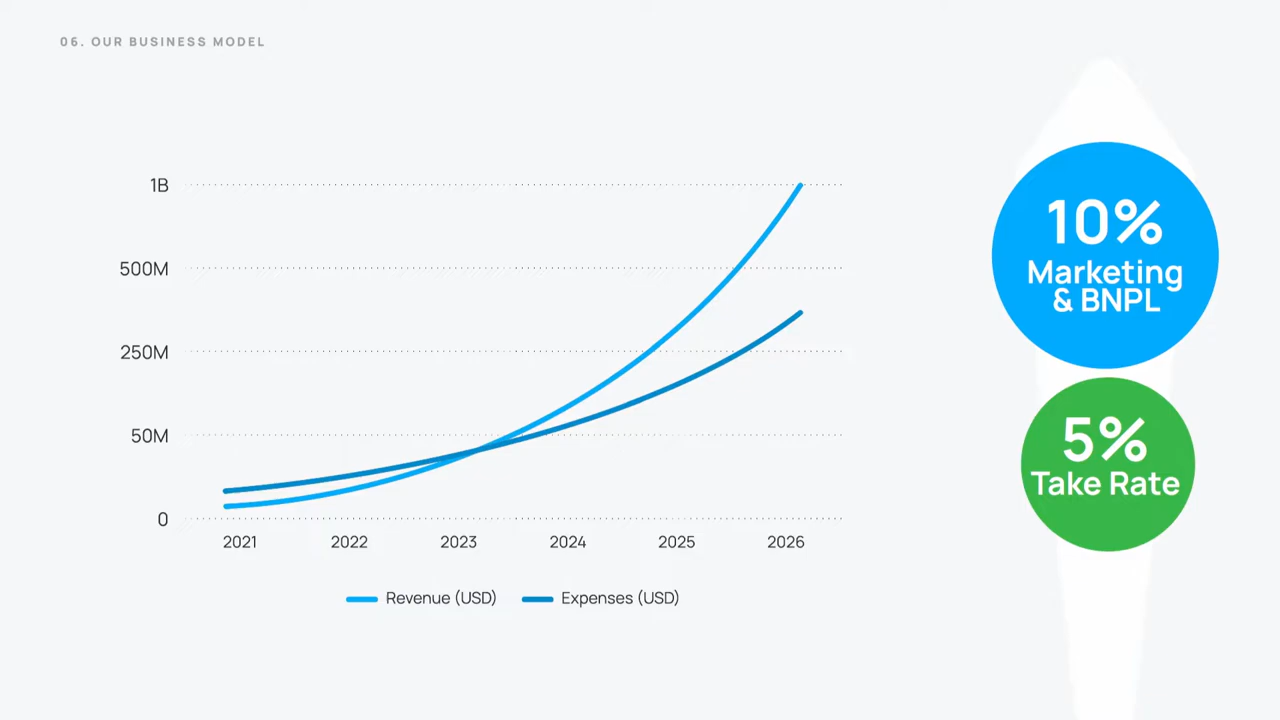 06. OUR BUSINESS MODEL
1B
500M
250M
50M
0
2021 2022 2023 2024 2025 2026
Revenue (USD) Expenses (USD)
10%
Marketing
& BNPL
5%
Take Rate